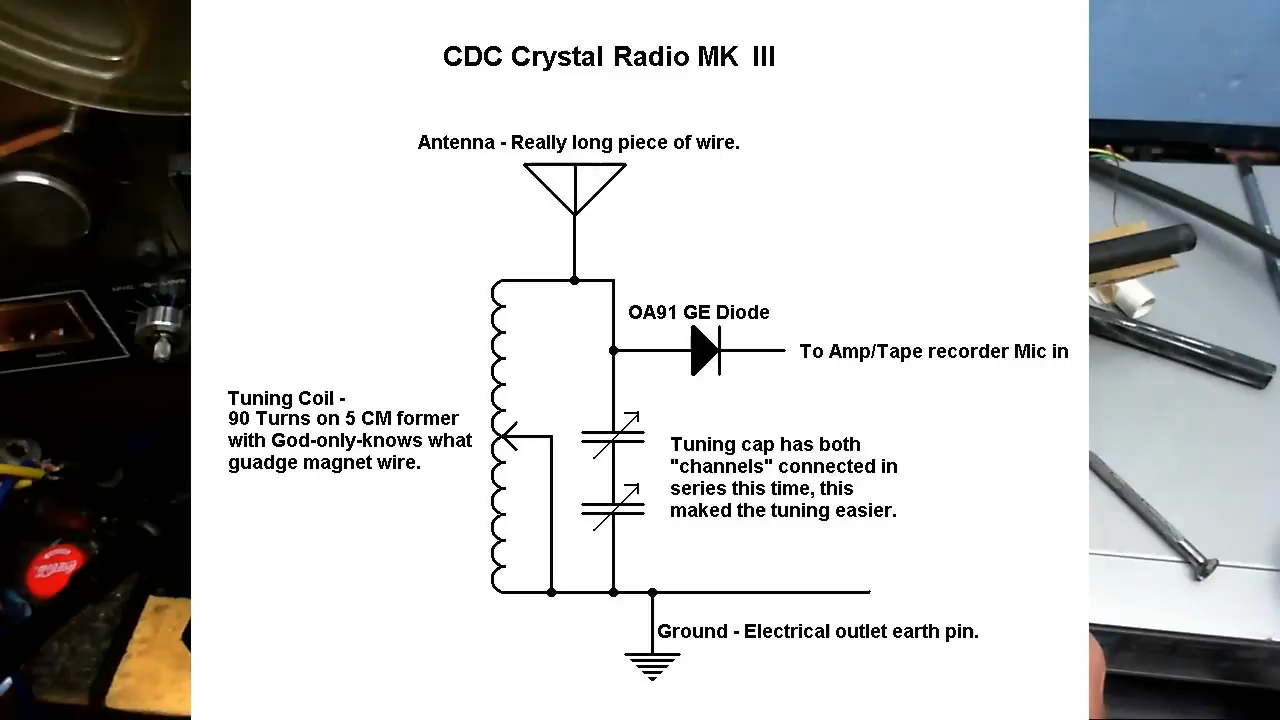 CDC Crystal Radio MK III
Antenna - Really long piece of wire.
OA91 GE Diode
To Amp/Tape recorder Mic in
Tuning Coil -
90 Turns on 5 CM former
with God-only-knows what
guadge magnet wire.
Tuning cap has both
"channels" connected in
series this time, this
maked the tuning easier.
Ground - Electrical outlet earth pin.